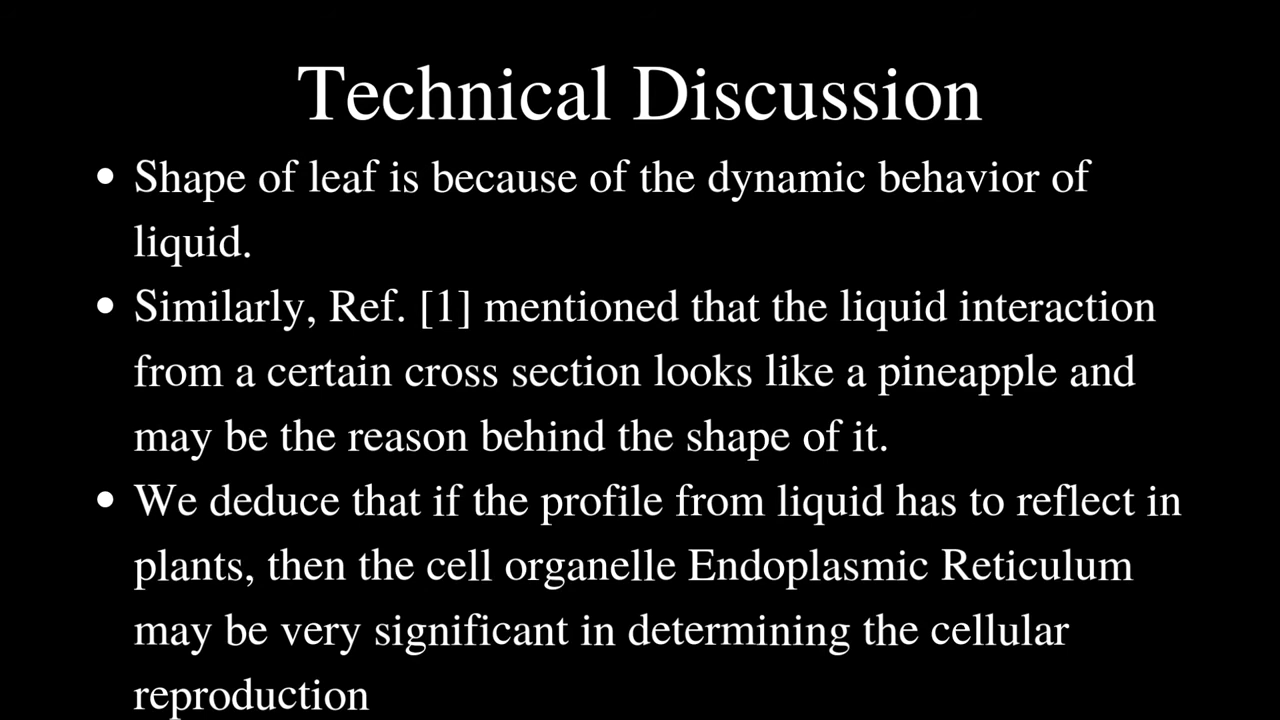 Technical Discussion
• Shape of leaf is because of the dynamic behavior of
liquid.
• Similarly, Ref. [1] mentioned that the liquid interaction
from a certain cross section looks like a pineapple and
may be the reason behind the shape of it.
• We deduce that if the profile from liquid has to reflect in
plants, then the cell organelle Endoplasmic Reticulum
may be very significant in determining the cellular
reproduction